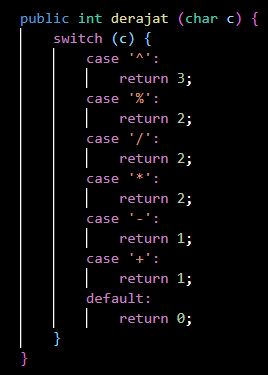 public int derajat (char c) {
    switch (c) {
        case '^':
            return 3;
        case '%':
            return 2;
        case '/':
            return 2;
        case '*':
            return 2;
        case '-':
            return 1;
        case '+':
            return 1;
        default:
            return 0;
    }
}